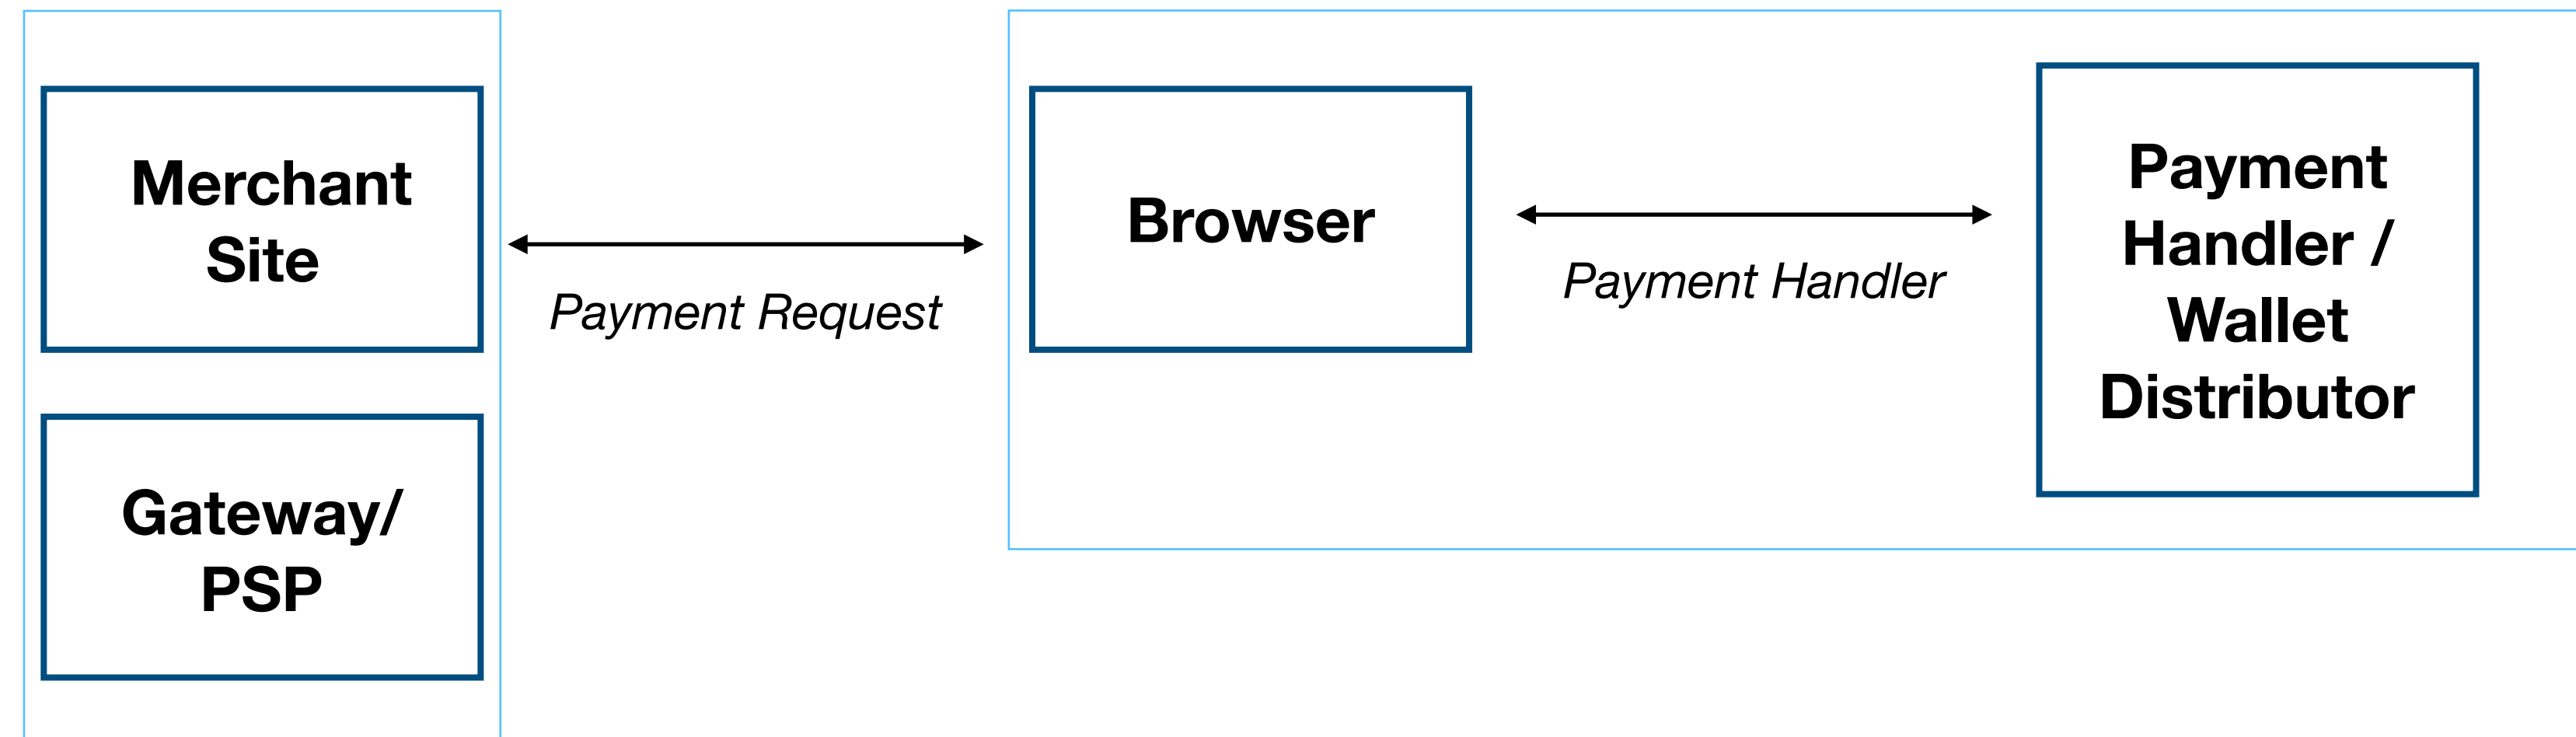 Merchant
Site
Payment Request
Browser
Payment Handler
Payment
Handler /
Wallet
Distributor
Gateway/
PSP